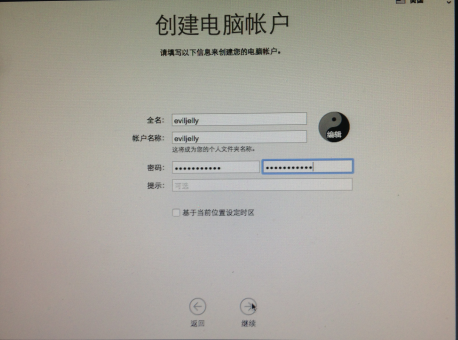 创建电脑帐户
请填写以下信息来创建您的电脑帐户。
全名： eviljelly
编辑
帐户名称： eviljelly
这将成为您的个人文件夹名称。
密码： ●●●●●●●●●●● ●●●●●●●●●●●
提示： 可选
基于当前位置设定时区
返回 继续